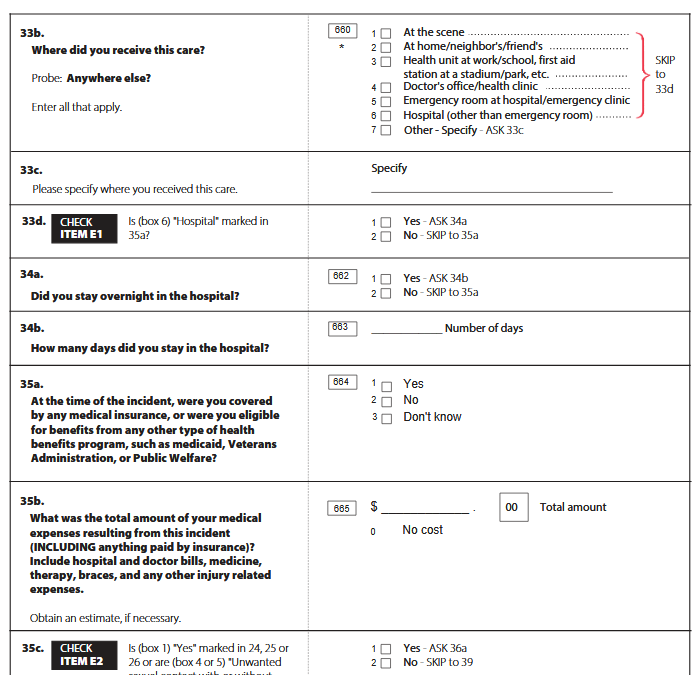 33b.
Where did you receive this care?
Probe: Anywhere else?
Enter all that apply.
660
*
1 At the scene
2 At home/neighbor's/friend's
3 Health unit at work/school, first aid
station at a stadium/park, etc.
4 Doctor's office/health clinic
5 Emergency room at hospital/emergency clinic
6 Hospital (other than emergency room)
7 Other - Specify - ASK 33c
SKIP
to
33d
33c.
Please specify where you received this care.
Specify
33d. CHECK
ITEM E1
Is (box 6) "Hospital" marked in
35a?
1 Yes - ASK 34a
2 No - SKIP to 35a
34a.
Did you stay overnight in the hospital?
662
1 Yes - ASK 34b
2 No - SKIP to 35a
34b.
How many days did you stay in the hospital?
663
Number of days
35a.
At the time of the incident, were you covered
by any medical insurance, or were you eligible
for benefits from any other type of health
benefits program, such as medicaid, Veterans
Administration, or Public Welfare?
664
1 Yes
2 No
3 Don't know
35b.
What was the total amount of your medical
expenses resulting from this incident
(INCLUDING anything paid by insurance)?
Include hospital and doctor bills, medicine,
therapy, braces, and any other injury related
expenses.
Obtain an estimate, if necessary.
665
$ ____________ . 00 Total amount
0 No cost
35c. CHECK
ITEM E2
Is (box 1) "Yes" marked in 24, 25 or
26 or are (box 4 or 5) "Unwanted
sexual contact with or without
1 Yes - ASK 36a
2 No - SKIP to 39